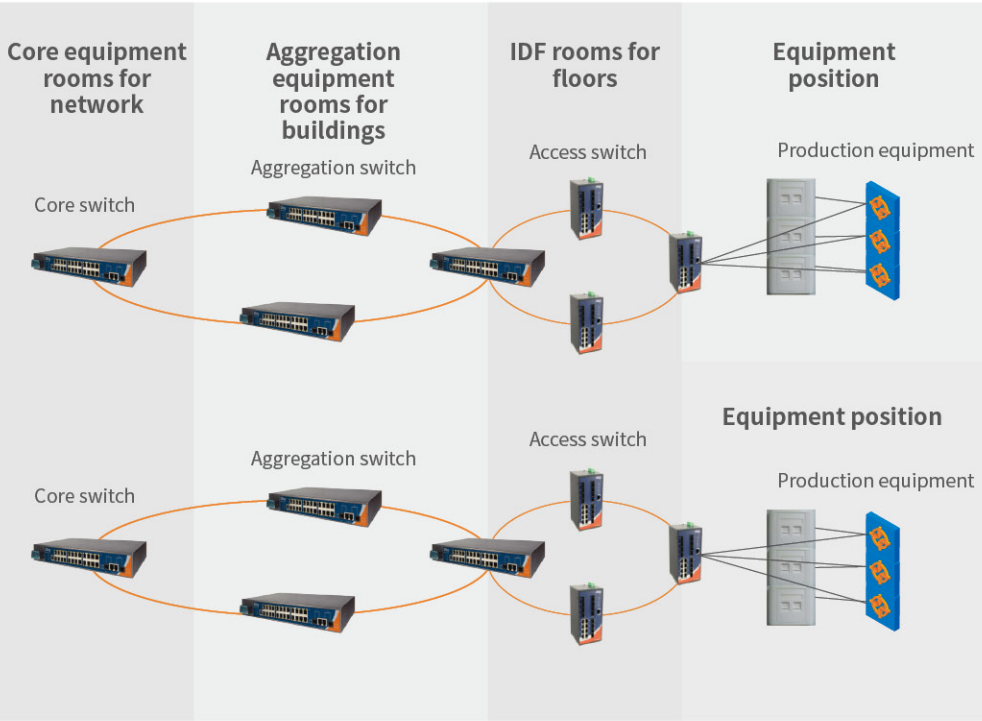 Core equipment
rooms for
network
Aggregation
equipment
rooms for
buildings
IDF rooms for
floors
Equipment
position
Core switch
Aggregation switch
Access switch
Production equipment
Equipment position
Core switch
Aggregation switch
Access switch
Production equipment